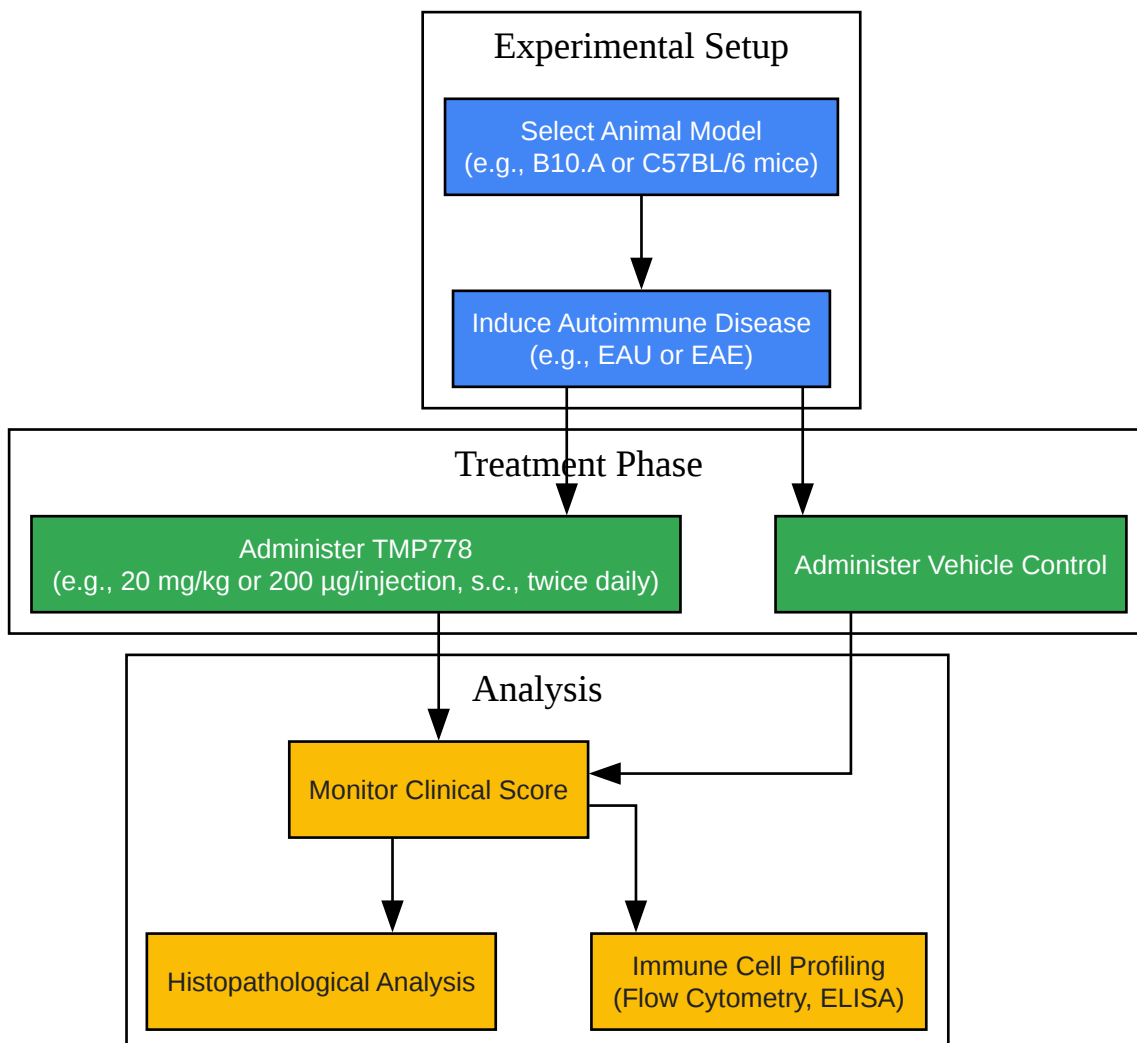 Experimental Setup
Select Animal Model
(e.g., B10.A or C57BL/6 mice)
Induce Autoimmune Disease
(e.g., EAU or EAE)
Treatment Phase
Administer TMP778
(e.g., 20 mg/kg or 200 µg/injection, s.c., twice daily)
Administer Vehicle Control
Analysis
Monitor Clinical Score
Histopathological Analysis
Immune Cell Profiling
(Flow Cytometry, ELISA)